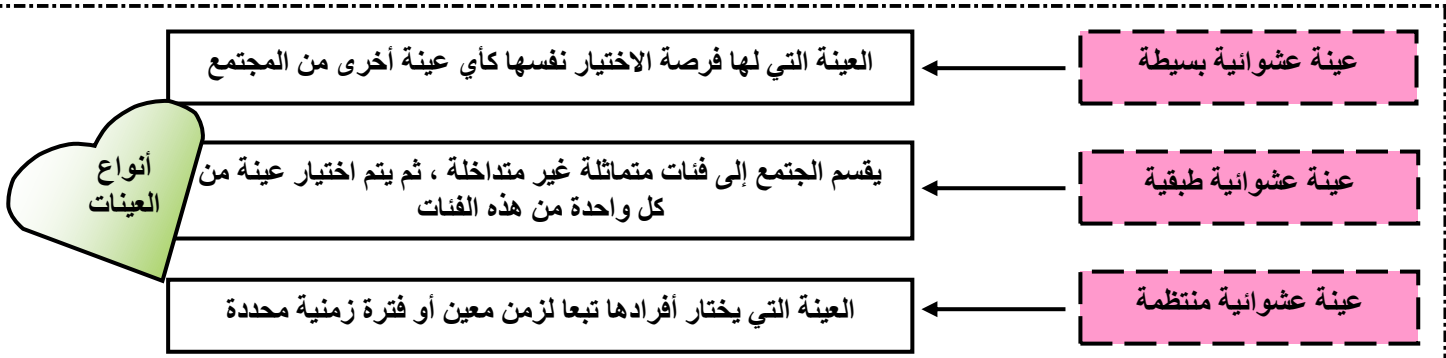 عينة عشوائية بسيطة
العينة التي لها فرصة الاختيار نفسها كأي عينة أخرى من المجتمع
أنواع
العينات
عينة عشوائية طبقية
يقسم الجتمع إلى فئات متماثلة غير متداخلة ، ثم يتم اختيار عينة من
كل واحدة من هذه الفئات
عينة عشوائية منتظمة
العينة التي يختار أفرادها تبعا لزمن معين أو فترة زمنية محددة